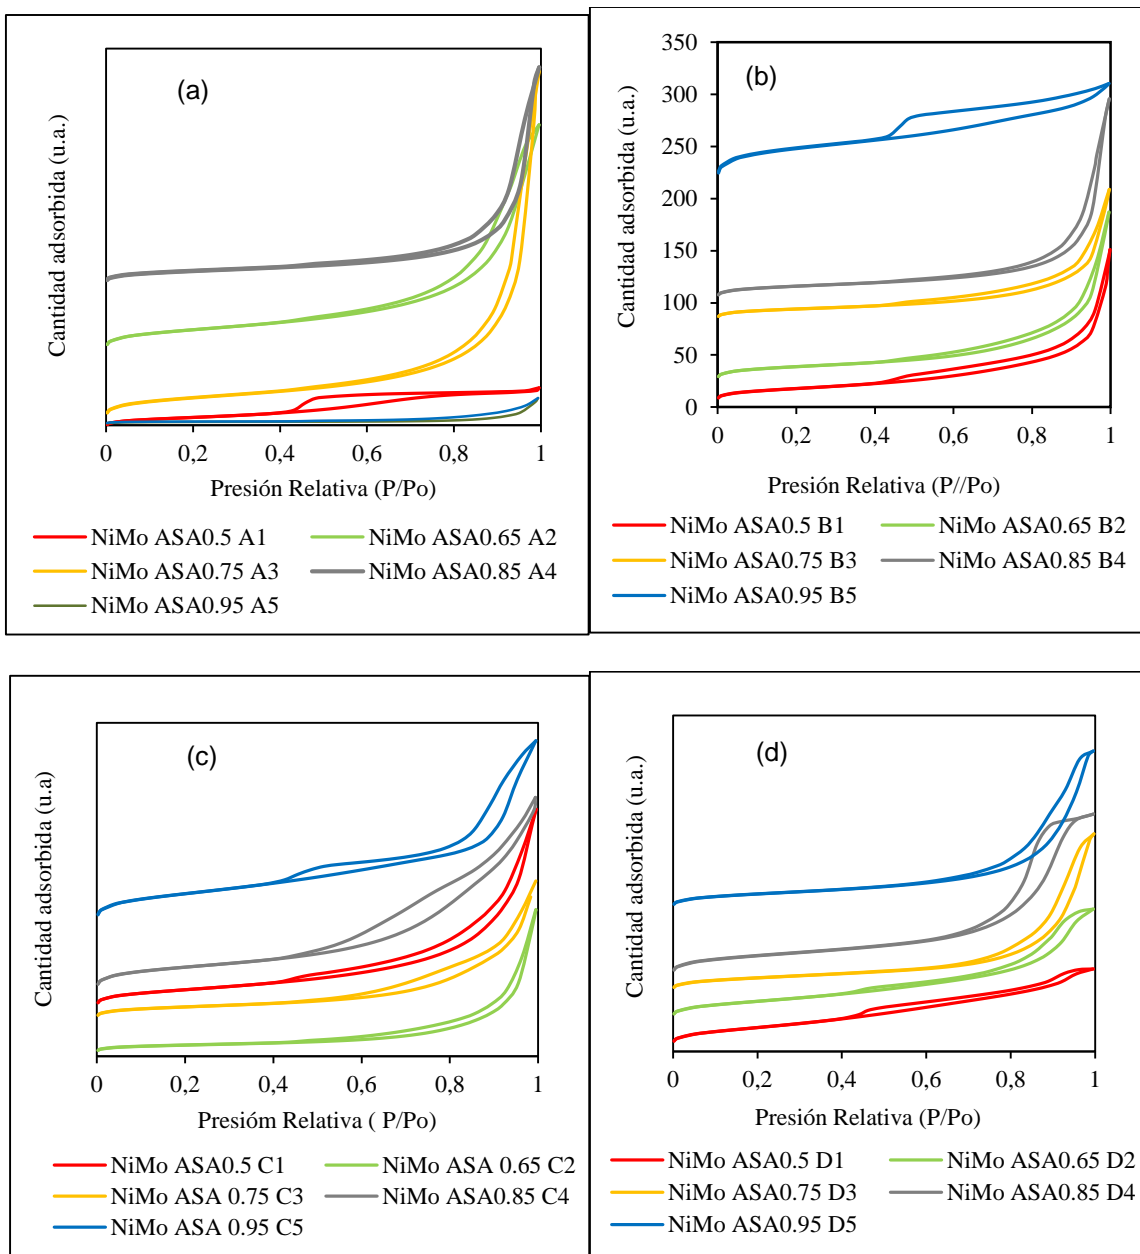 (a)
Cantidad adsorbida (u.a.)
0 0,2 0,4 0,6 0,8 1
Presión Relativa (P/Po)
NiMo ASA0.5 A1 NiMo ASA0.65 A2
NiMo ASA0.75 A3 NiMo ASA0.85 A4
NiMo ASA0.95 A5
(b)
Cantidad adsorbida (u.a.)
350
300
250
200
150
100
50
0
0 0,2 0,4 0,6 0,8 1
Presión Relativa (P//Po)
NiMo ASA0.5 B1 NiMo ASA0.65 B2
NiMo ASA0.75 B3 NiMo ASA0.85 B4
NiMo ASA0.95 B5
(c)
Cantidad adsorbida (u.a)
0 0,2 0,4 0,6 0,8 1
Presióm Relativa ( P/Po)
NiMo ASA0.5 C1 NiMo ASA 0.65 C2
NiMo ASA 0.75 C3 NiMo ASA0.85 C4
NiMo ASA 0.95 C5
(d)
Cantidad adsorbida (u.a.)
0 0,2 0,4 0,6 0,8 1
Presión Relativa (P/Po)
NiMo ASA0.5 D1 NiMo ASA0.65 D2
NiMo ASA0.75 D3 NiMo ASA0.85 D4
NiMo ASA0.95 D5